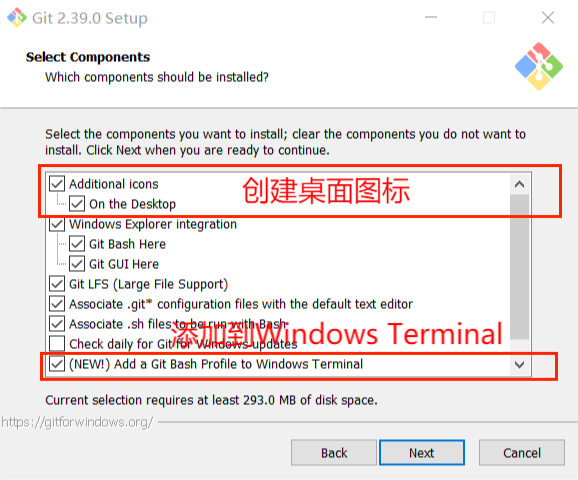 Git 2.39.0 Setup
Select Components
Which components should be installed?
Select the components you want to install; clear the components you do not want to
install. Click Next when you are ready to continue.
Additional icons
创建桌面图标
On the Desktop
Windows Explorer integration
Git Bash Here
Git GUI Here
Git LFS (Large File Support)
Associate .git* configuration files with the default text editor
Associate .sh files to be run with Bash
添加到Windows Terminal
Check daily for Git for Windows updates
(NEW!) Add a Git Bash Profile to Windows Terminal
Current selection requires at least 293.0 MB of disk space.
https://gitforwindows.org/
Back
Next
Cancel